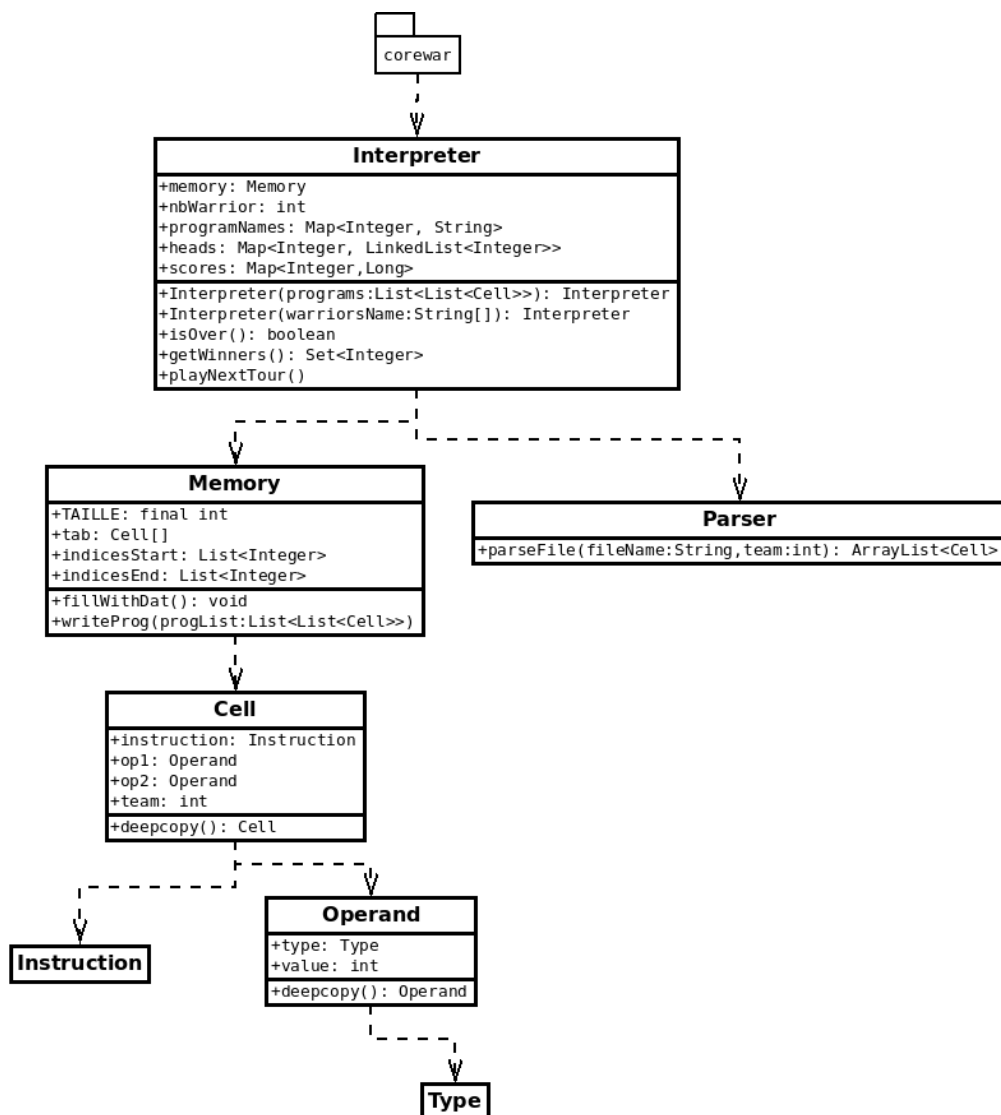 corewar
Interpreter
+memory: Memory
+nbWarrior: int
+programNames: Map<Integer, String>
+heads: Map<Integer, LinkedList<Integer>>
+scores: Map<Integer,Long>
+Interpreter(programs:List<List<Cell>>): Interpreter
+Interpreter(warriorsName:String[]): Interpreter
+isOver(): boolean
+getWinners(): Set<Integer>
+playNextTour()
Memory
+TAILLE: final int
+tab: Cell[]
+indicesStart: List<Integer>
+indicesEnd: List<Integer>
+fillWithDat(): void
+writeProg(progList:List<List<Cell>>)
Parser
+parseFile(fileName:String,team:int): ArrayList<Cell>
Cell
+instruction: Instruction
+op1: Operand
+op2: Operand
+team: int
+deepcopy(): Cell
Instruction
Operand
+type: Type
+value: int
+deepcopy(): Operand
Type